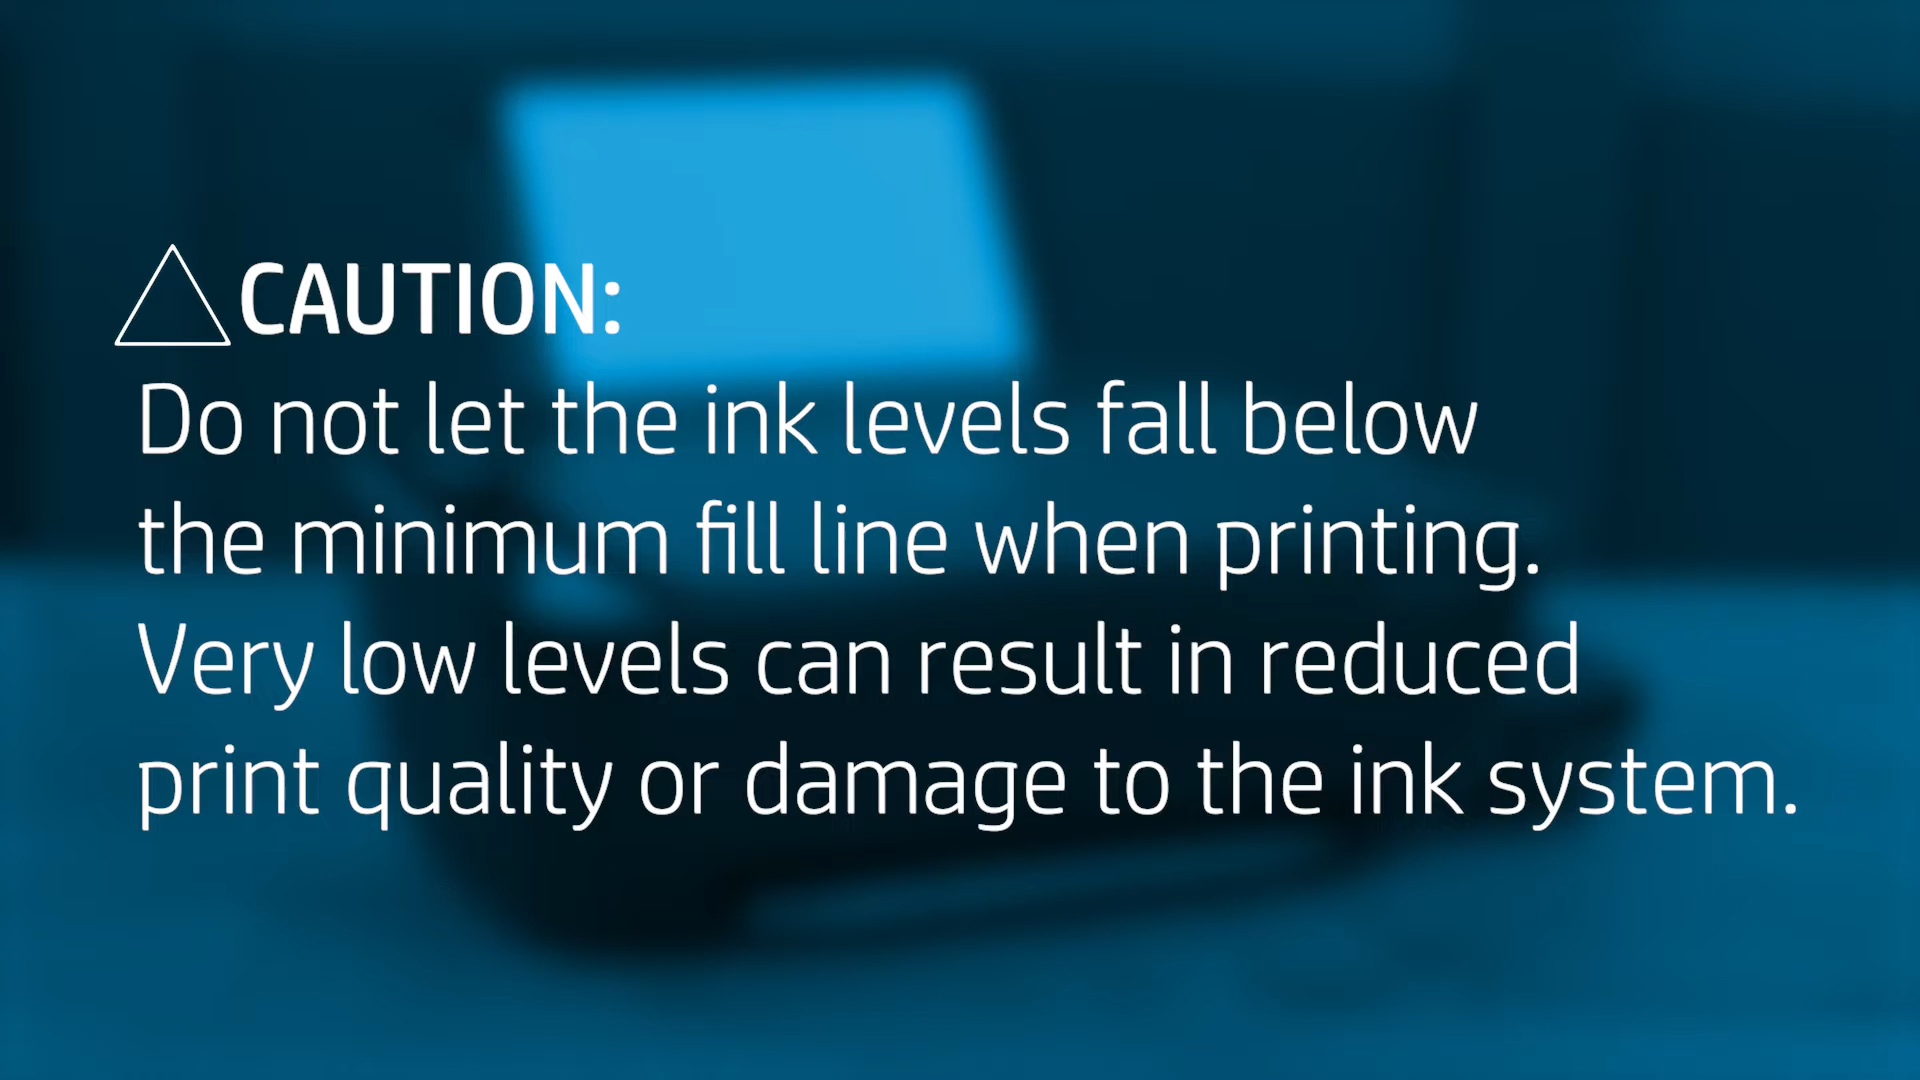 CAUTION:
Do not let the ink levels fall below
the minimum fill line when printing.
Very low levels can result in reduced
print quality or damage to the ink system.